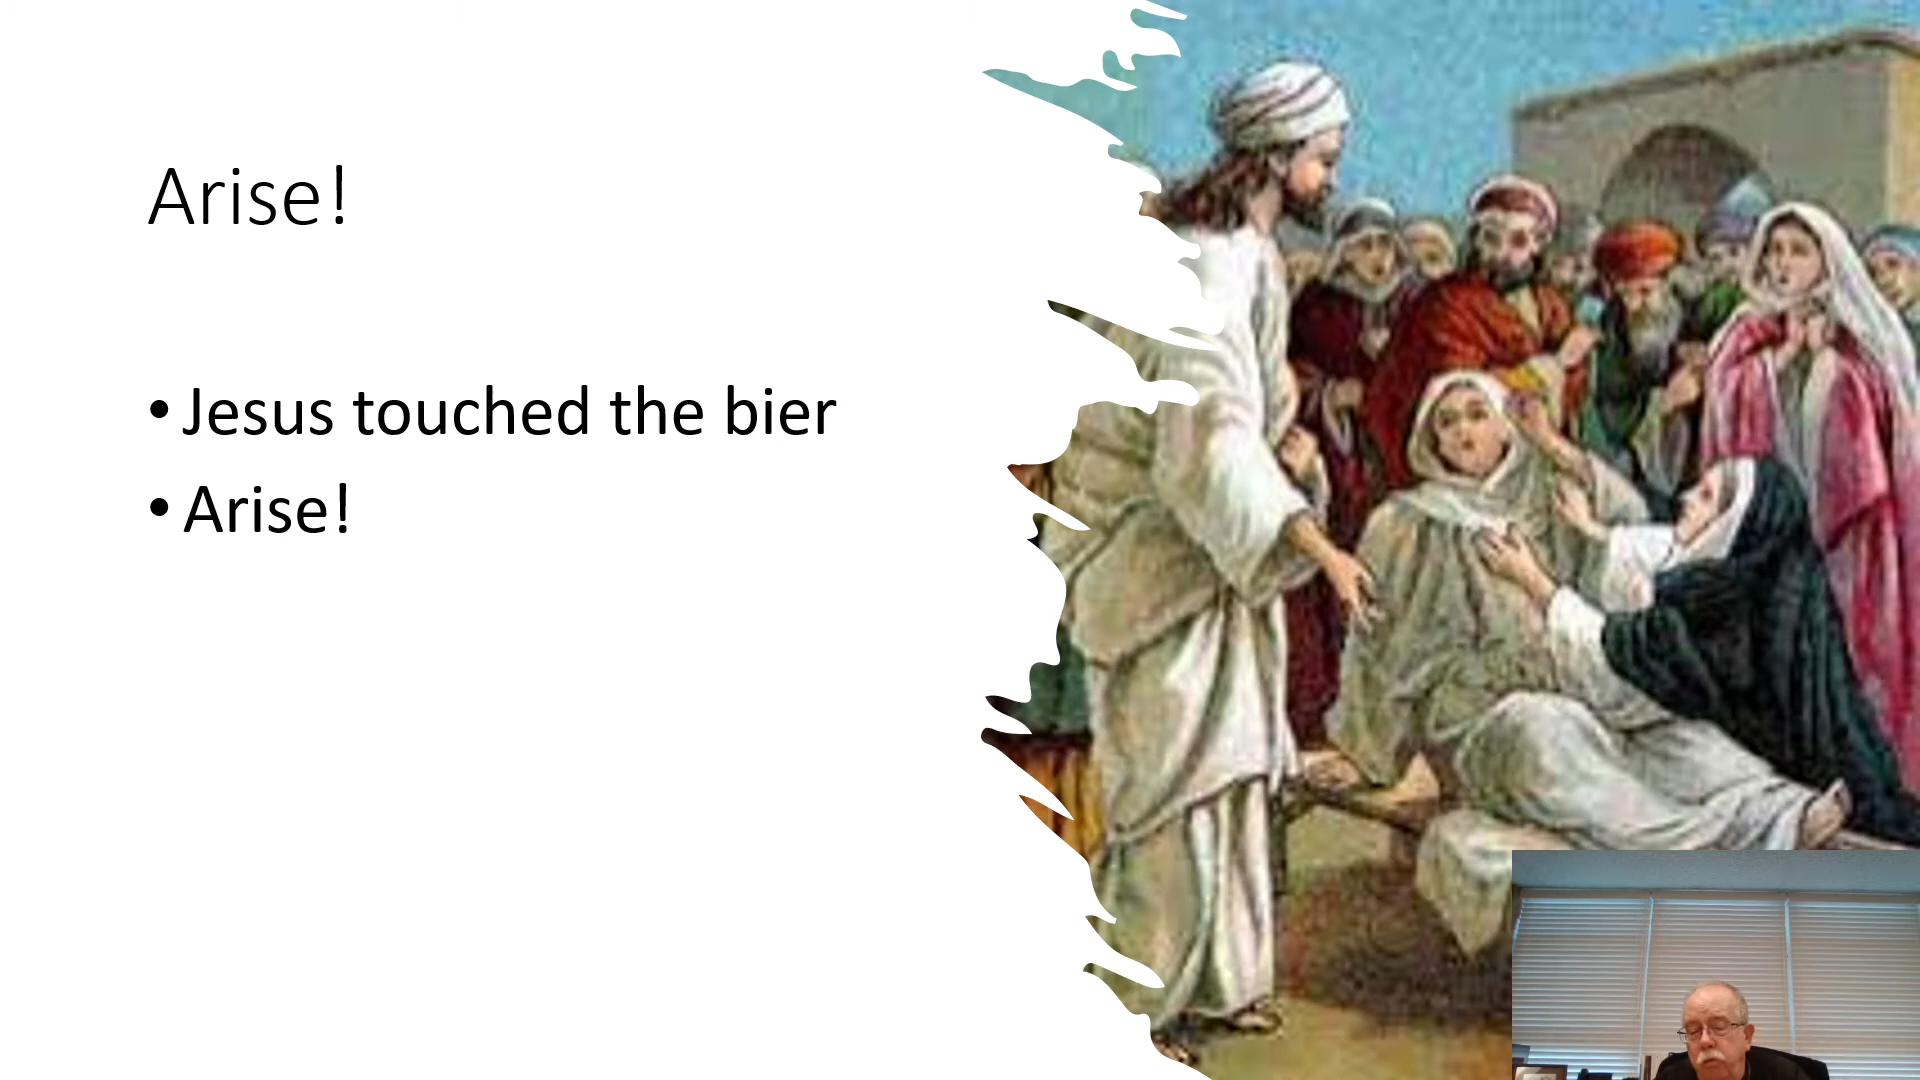 Arise!
• Jesus touched the bier
• Arise!